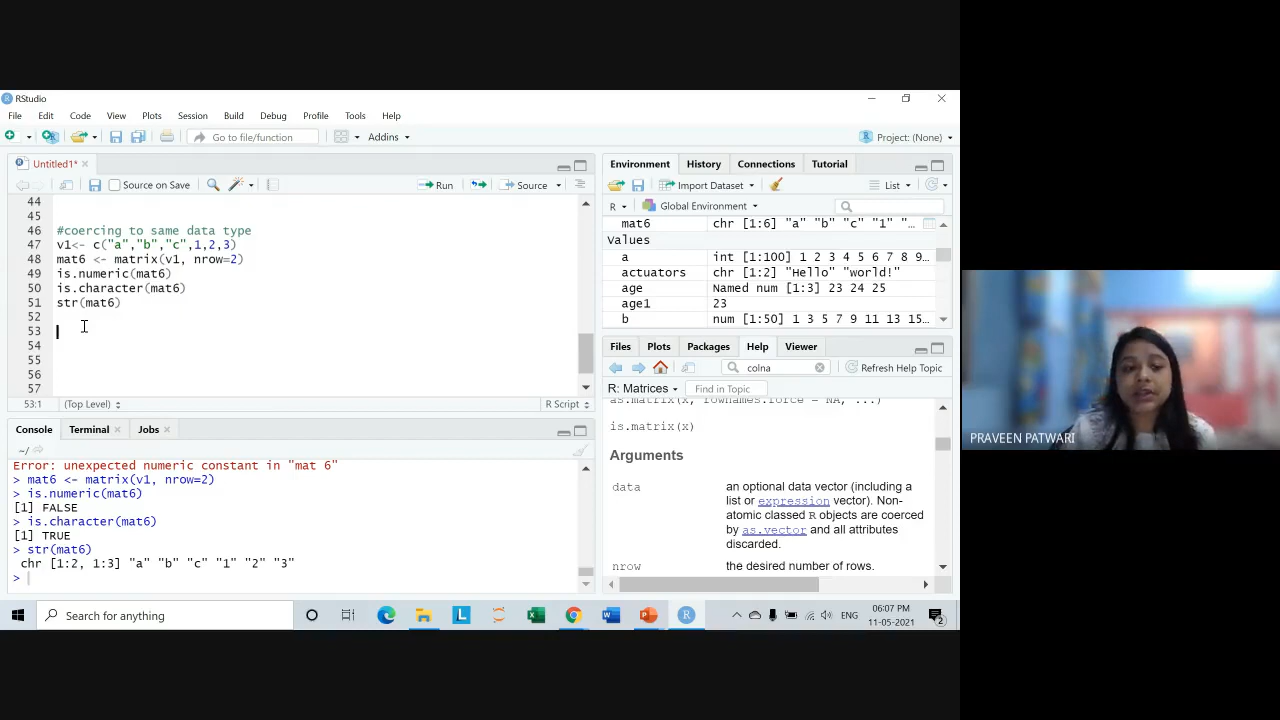 RStudio
File Edit Code View Plots Session Build Debug Profile Tools Help
Go to file/function Addins Project: (None)
Untitled1*
Source on Save Run Source
44
45
46 #coercing to same data type
47 v1<- c("a","b","c",1,2,3)
48 mat6 <- matrix(v1, nrow=2)
49 is.numeric(mat6)
50 is.character(mat6)
51 str(mat6)
52
53
54
55
56
57
53:1 (Top Level) R Script
Console Terminal Jobs
~/
Error: unexpected numeric constant in "mat 6"
> mat6 <- matrix(v1, nrow=2)
> is.numeric(mat6)
[1] FALSE
> is.character(mat6)
[1] TRUE
> str(mat6)
chr [1:2, 1:3] "a" "b" "c" "1" "2" "3"
>
Environment History Connections Tutorial
Import Dataset List
R Global Environment
mat6 chr [1:6] "a" "b" "c" "1" "…
Values
a int [1:100] 1 2 3 4 5 6 7 8 9…
actuators chr [1:2] "Hello" "world!"
age Named num [1:3] 23 24 25
age1 23
b num [1:50] 1 3 5 7 9 11 13 15…
Files Plots Packages Help Viewer
colna Refresh Help Topic
R: Matrices Find in Topic
as.matrix(x, rownames.force = NA, ...)
is.matrix(x)
Arguments
data an optional data vector (including a
list or expression vector). Non-
atomic classed R objects are coerced
by as.vector and all attributes
discarded.
nrow the desired number of rows.
PRAVEEN PATWARI
Search for anything
ENG
06:07 PM
11-05-2021
2